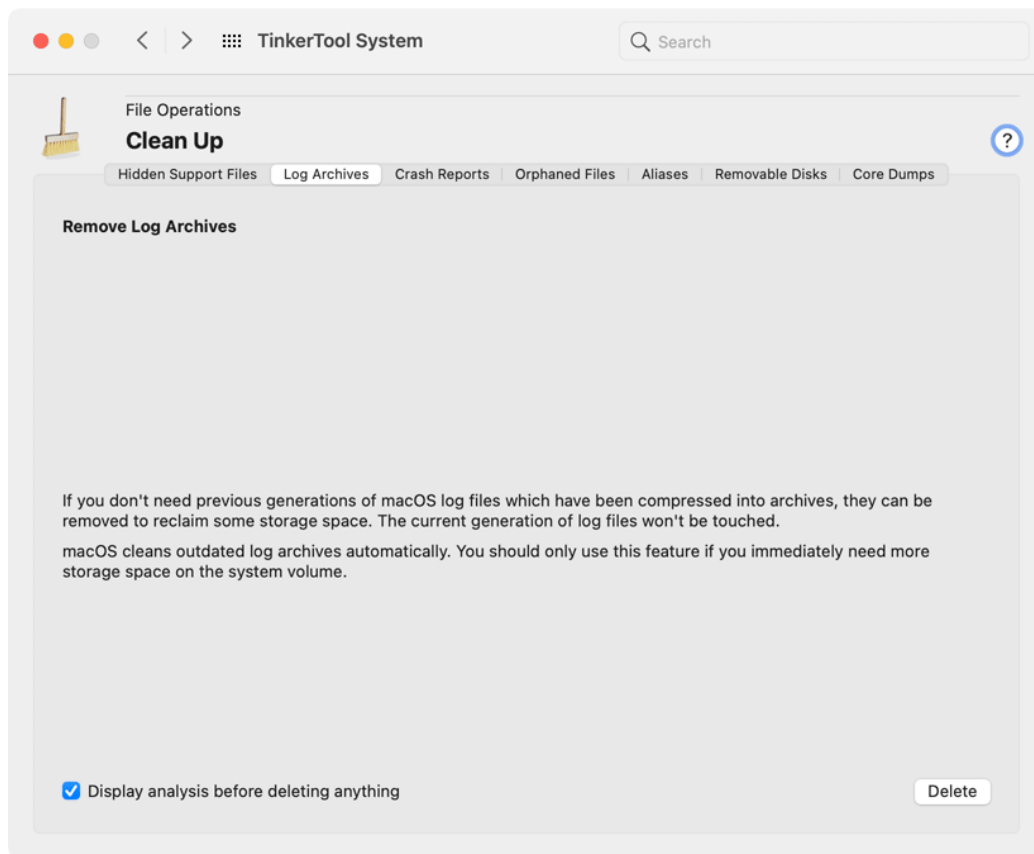 TinkerTool System
Search
File Operations
Clean Up
?
Hidden Support Files Log Archives Crash Reports Orphaned Files Aliases Removable Disks Core Dumps
Remove Log Archives
If you don't need previous generations of macOS log files which have been compressed into archives, they can be
removed to reclaim some storage space. The current generation of log files won't be touched.
macOS cleans outdated log archives automatically. You should only use this feature if you immediately need more
storage space on the system volume.
Display analysis before deleting anything
Delete